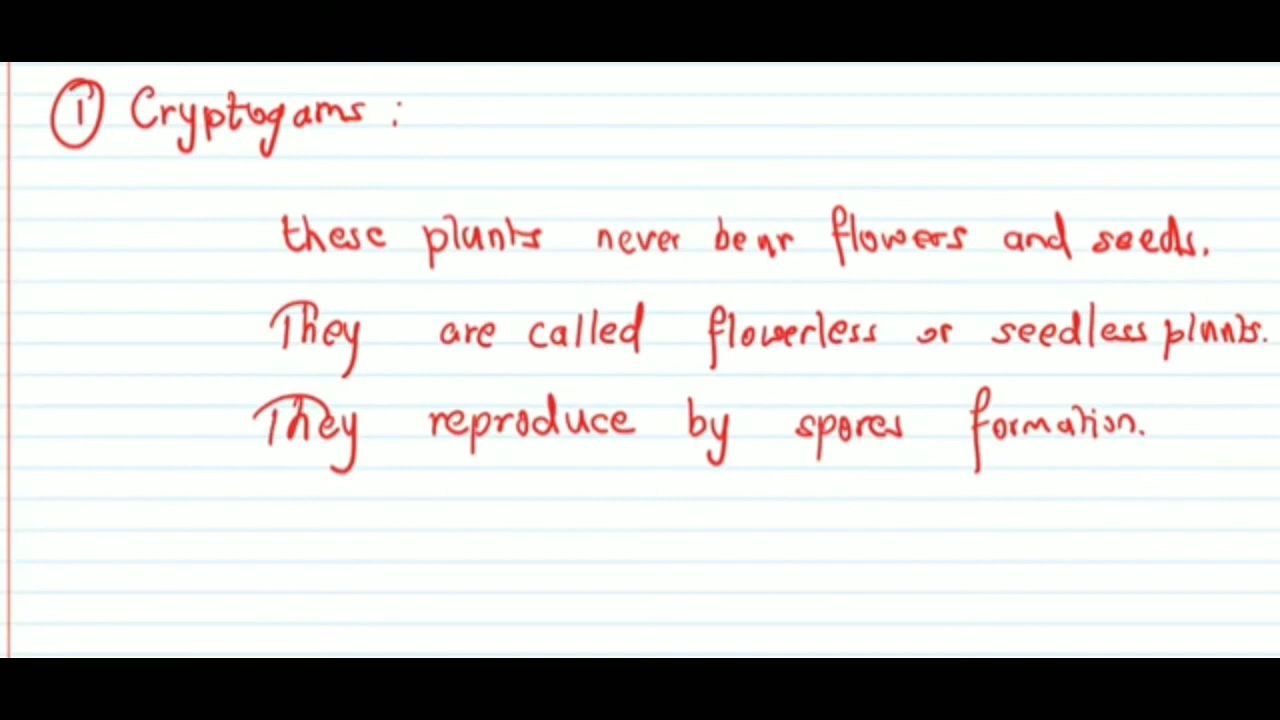 ① Cryptogams :
these plants never bear flowers and seeds.
They are called flowerless or seedless plants.
They reproduce by spores formation.